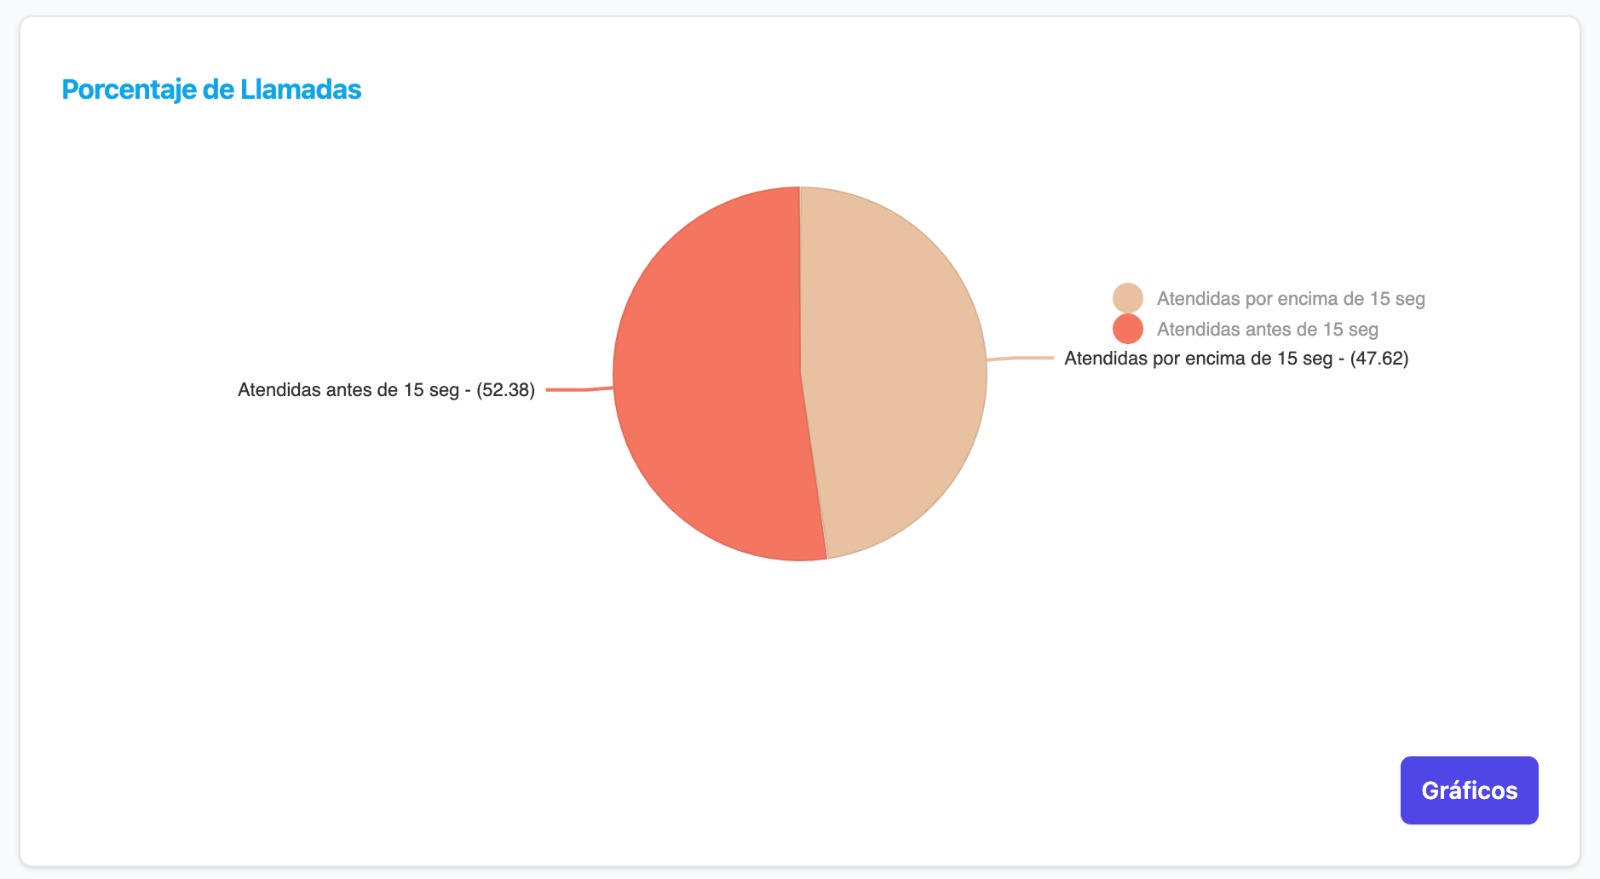 Porcentaje de Llamadas
Atendidas por encima de 15 seg
Atendidas antes de 15 seg
Atendidas por encima de 15 seg - (47.62)
Atendidas antes de 15 seg - (52.38)
Gráficos